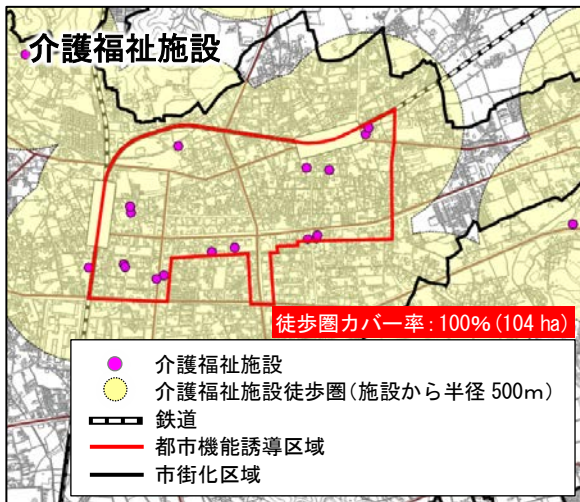 介護福祉施設
徒歩圏カバー率：100%（104 ha）
介護福祉施設
介護福祉施設徒歩圏（施設から半径 500ｍ）
鉄道
都市機能誘導区域
市街化区域